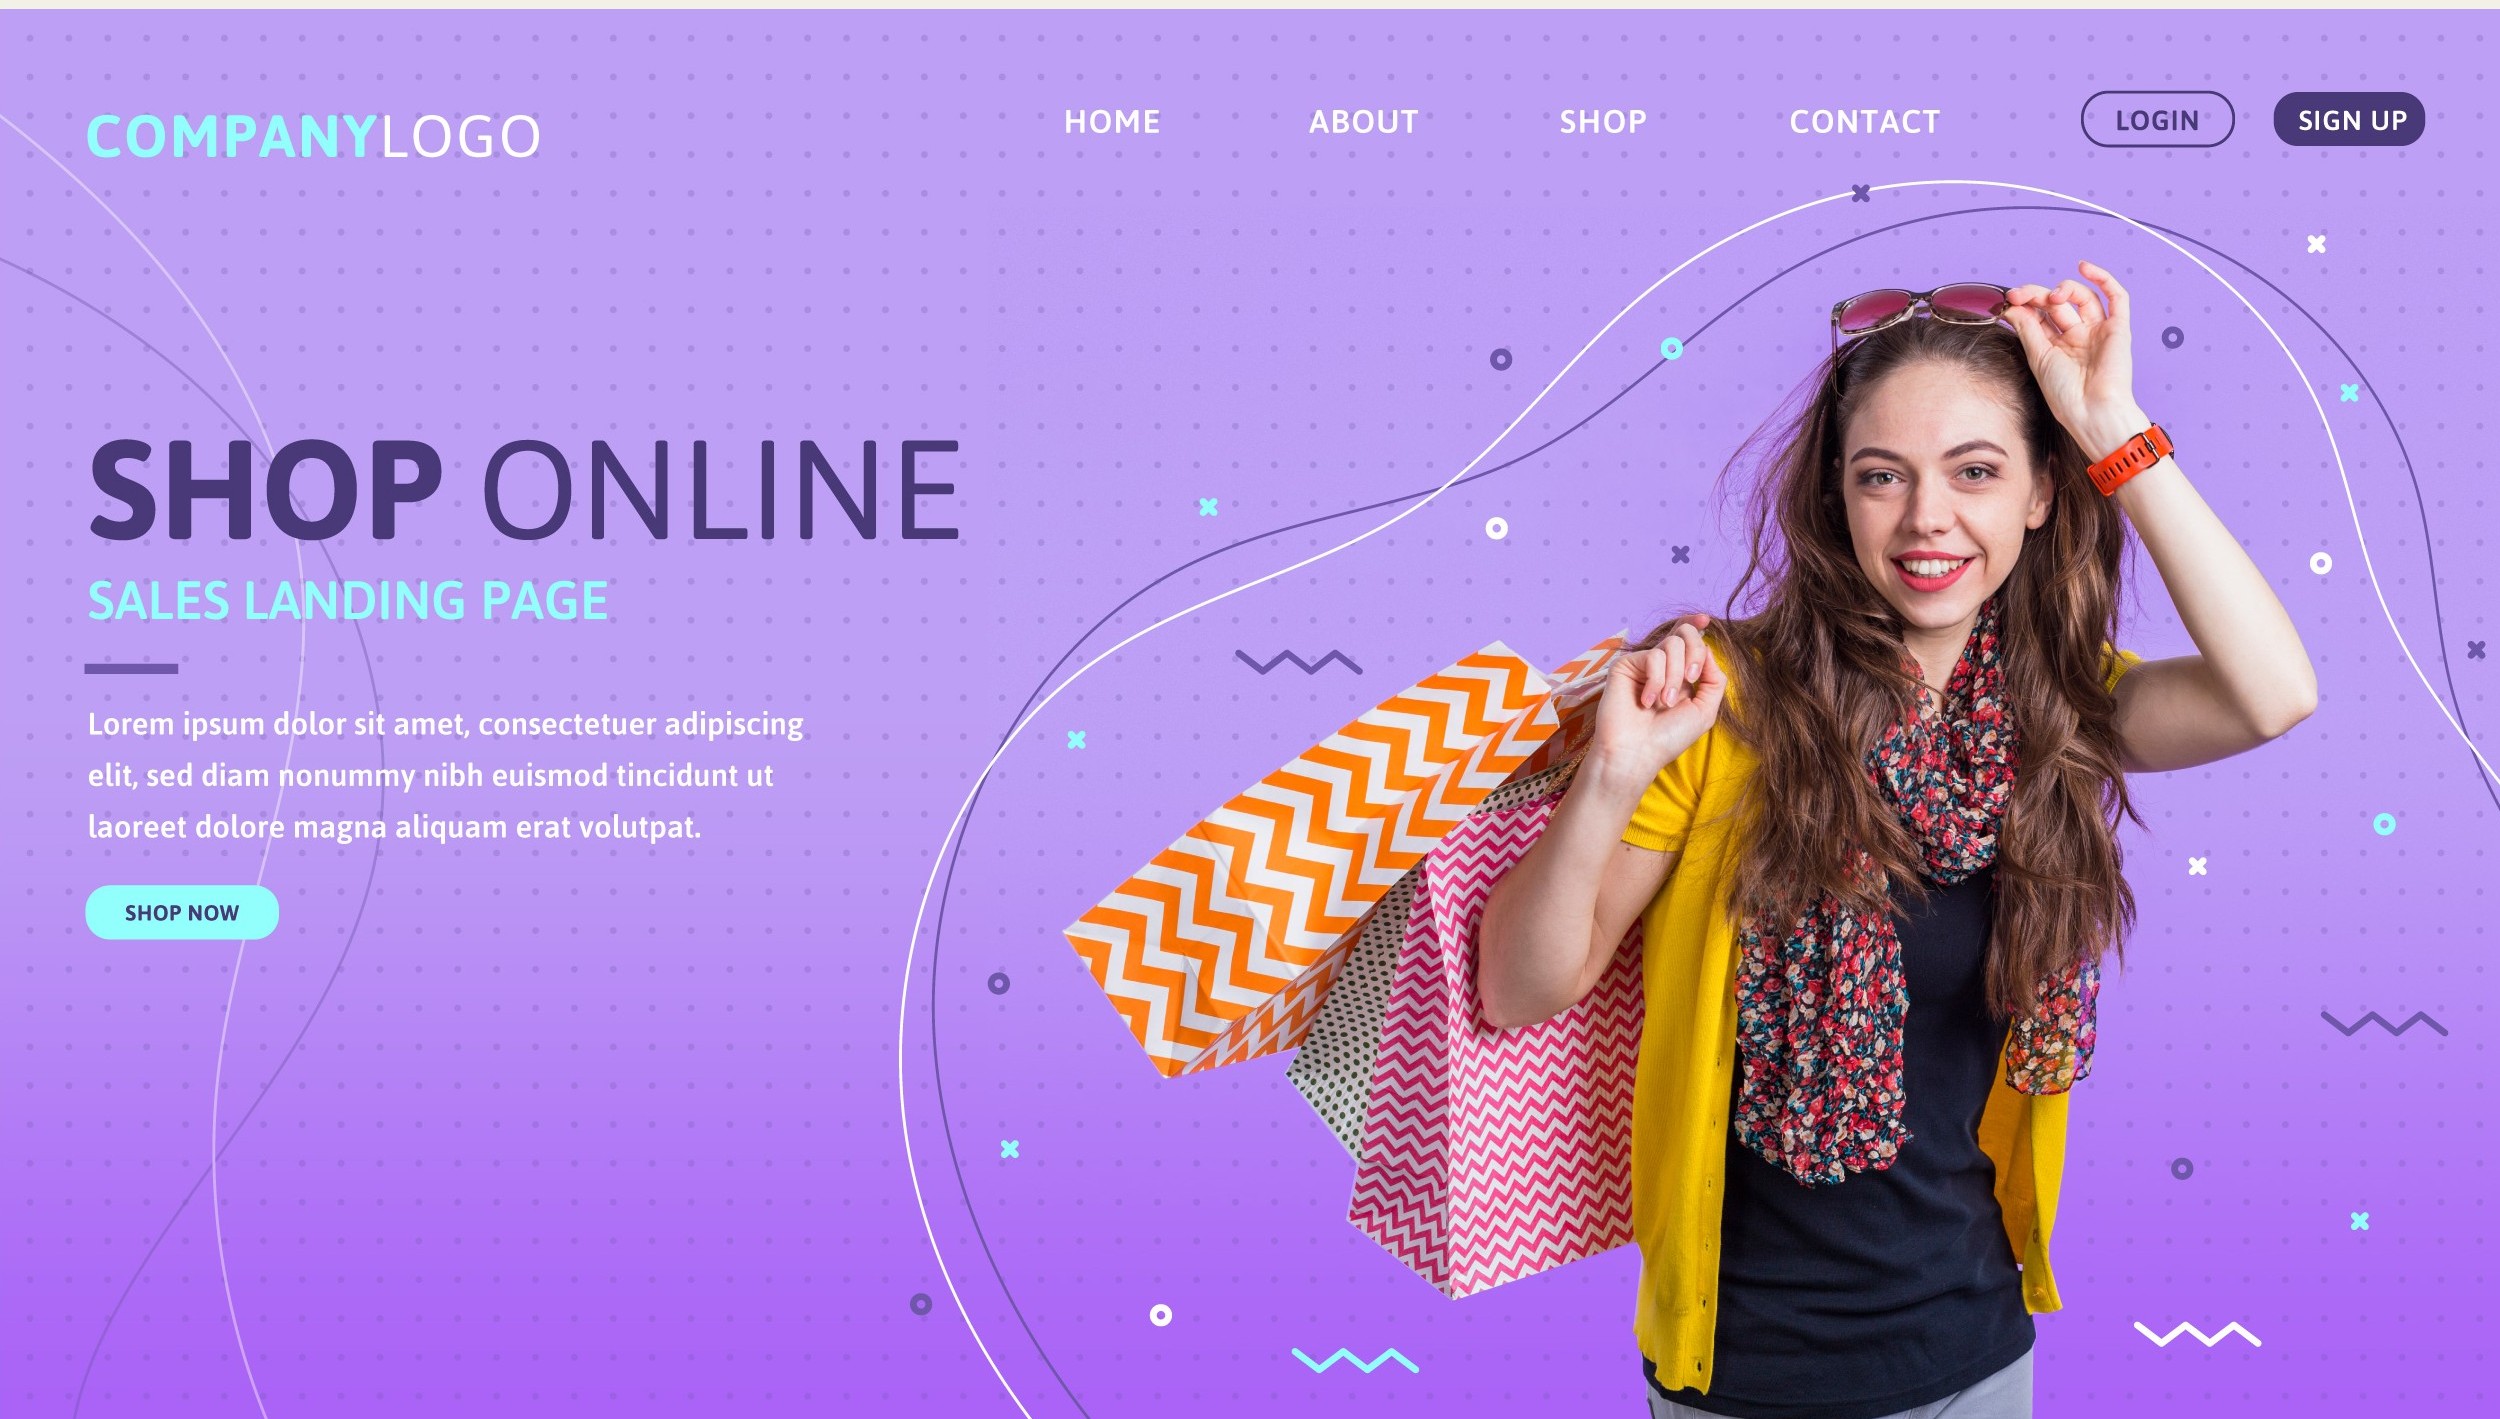 COMPANYLOGO
HOME ABOUT SHOP CONTACT LOGIN SIGN UP
SHOP ONLINE
SALES LANDING PAGE
Lorem ipsum dolor sit amet, consectetuer adipiscing
elit, sed diam nonummy nibh euismod tincidunt ut
laoreet dolore magna aliquam erat volutpat.
SHOP NOW